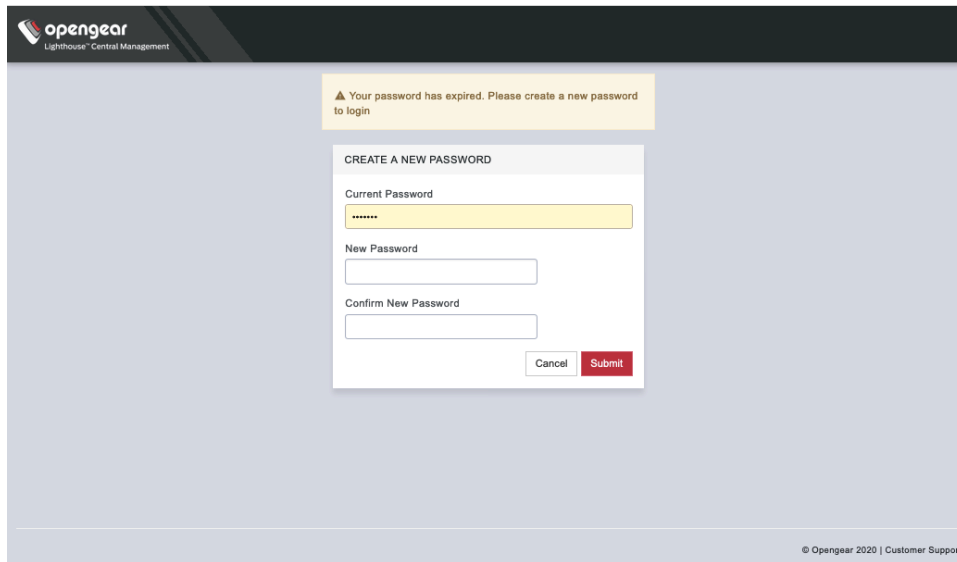 opengear
Lighthouse™ Central Management
Your password has expired. Please create a new password
to login
CREATE A NEW PASSWORD
Current Password
•••••••
New Password
Confirm New Password
Cancel
Submit
© Opengear 2020 | Customer Suppor